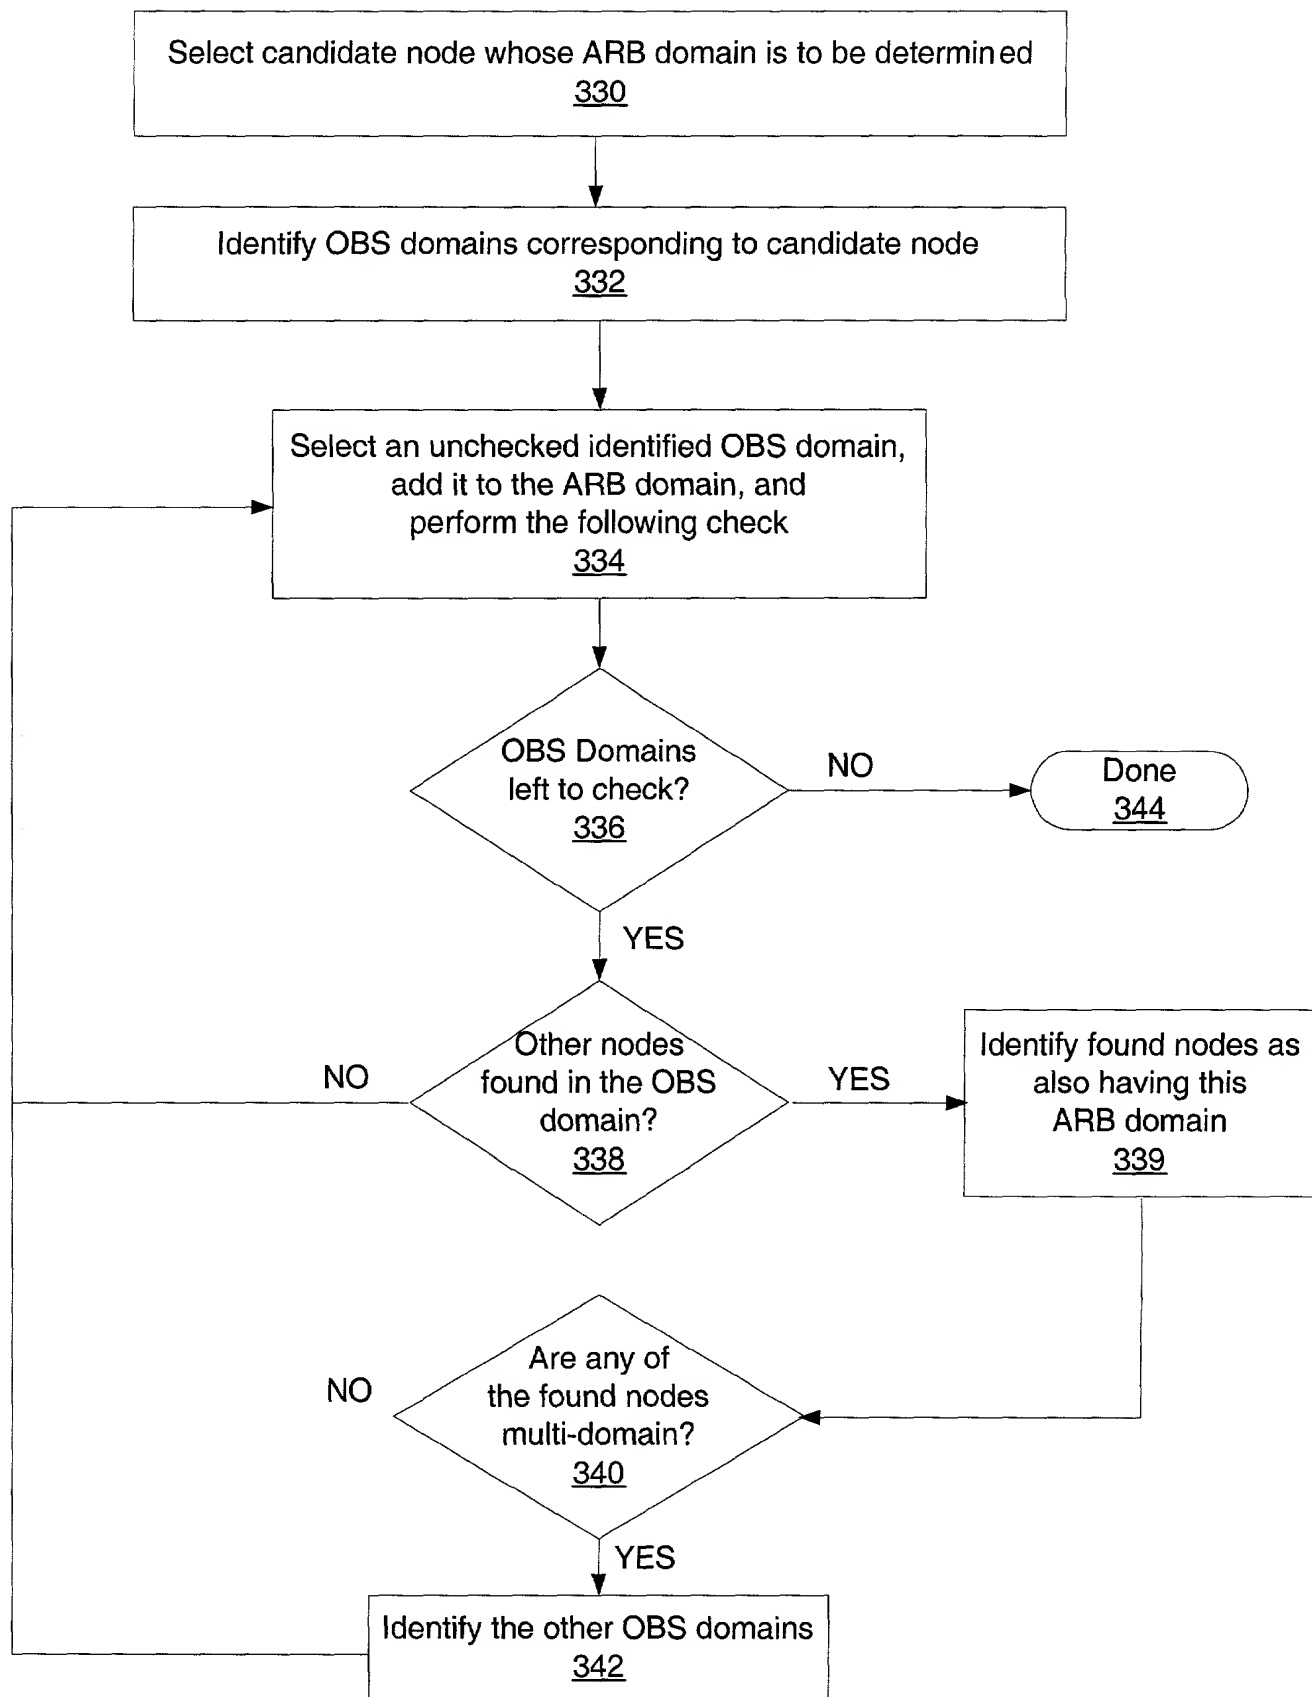 Select candidate node whose ARB domain is to be determined
330
Identify OBS domains corresponding to candidate node
332
Select an unchecked identified OBS domain,
add it to the ARB domain, and
perform the following check
334
OBS Domains
left to check?
336
NO
Done
344
YES
Other nodes
found in the OBS
domain?
338
NO
YES
Identify found nodes as
also having this
ARB domain
339
Are any of
the found nodes
multi-domain?
340
NO
YES
Identify the other OBS domains
342